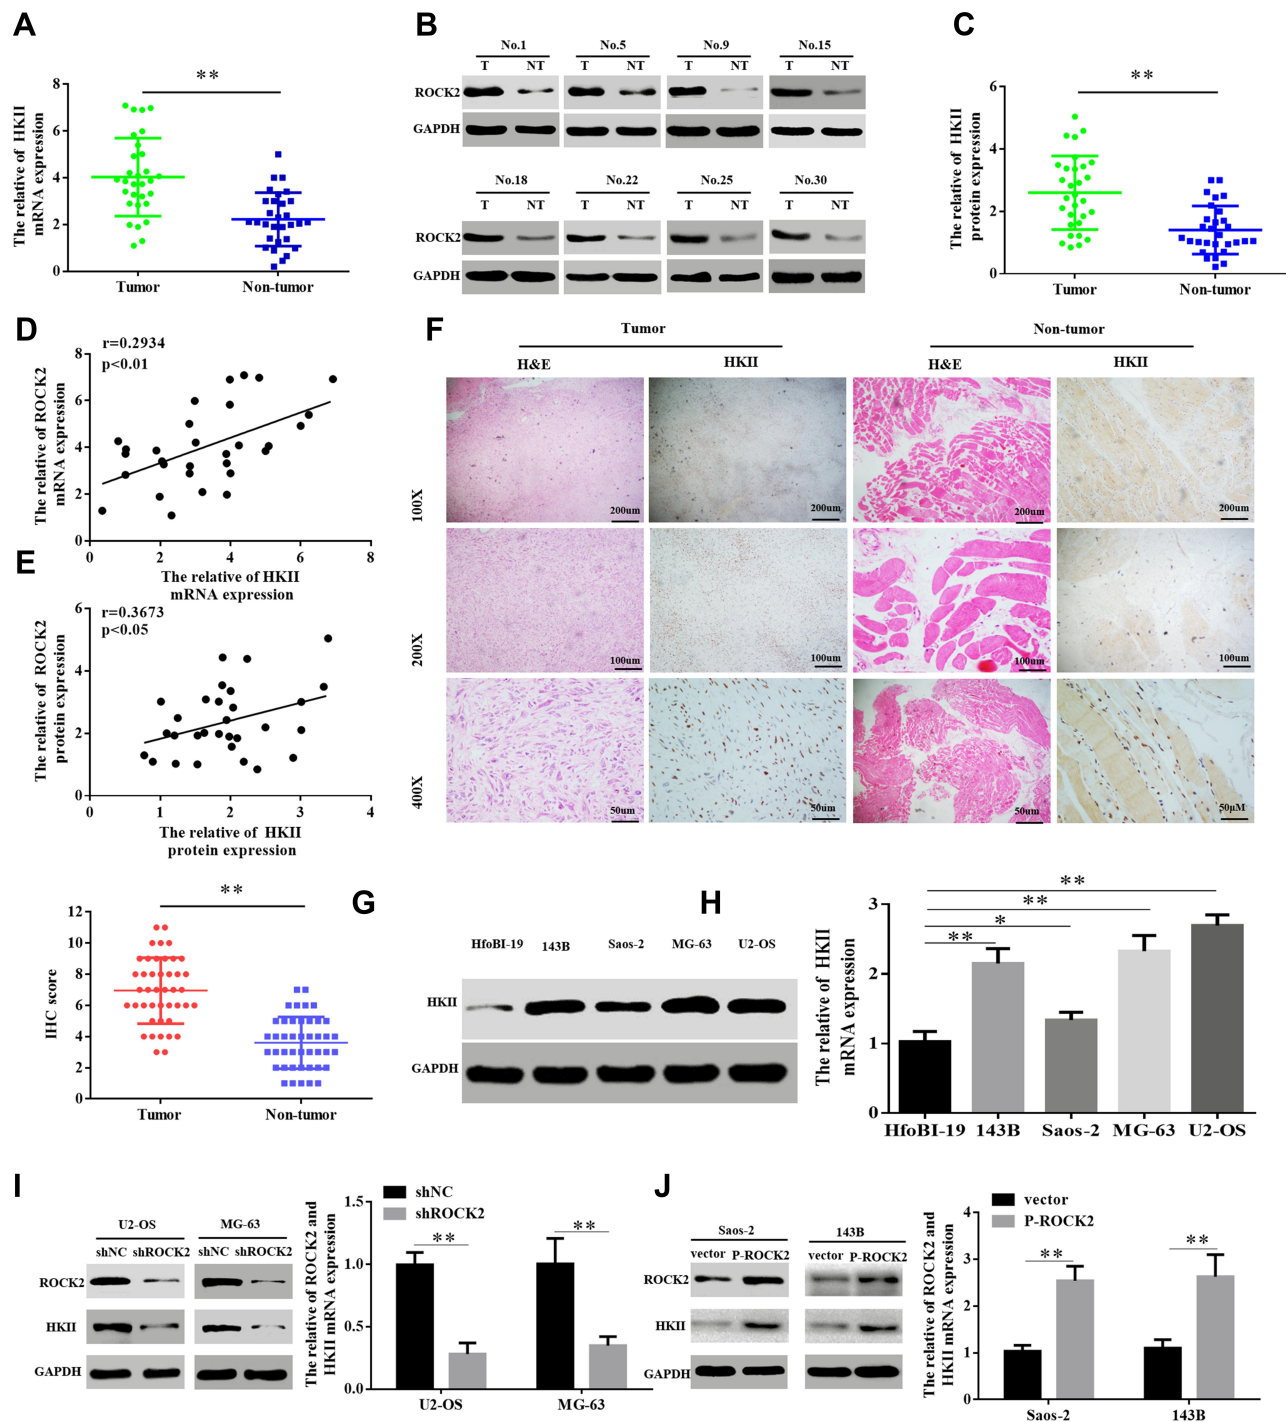 A
The relative of HKII
mRNA expression
8
6
4
2
0
**
Tumor
Non-tumor
B
No.1
No.5
No.9
No.15
T NT T NT T NT T NT
ROCK2
GAPDH
No.18
No.22
No.25
No.30
T NT T NT T NT T NT
ROCK2
GAPDH
C
The relative of HKII
protein expression
6
4
2
0
**
Tumor
Non-tumor
D
r=0.2934
p<0.01
The relative of ROCK2
mRNA expression
8
6
4
2
0
0 2 4 6 8
The relative of HKII
mRNA expression
E
r=0.3673
p<0.05
The relative of ROCK2
protein expression
6
4
2
0
0 1 2 3 4
The relative of HKII
protein expression
F
Tumor
Non-tumor
H&E
HKII
H&E
HKII
100X
200um
200um
200um
200um
200X
100um
100um
100um
100um
400X
50um
50um
50um
50μM
IHC score
12
10
8
6
4
2
0
**
Tumor
Non-tumor
G
HfoBI-19
143B
Saos-2
MG-63
U2-OS
HKII
GAPDH
H
The relative of HKII
mRNA expression
3
2
1
0
**
**
*
**
HfoBI-19
143B
Saos-2
MG-63
U2-OS
I
U2-OS
MG-63
shNC shROCK2
shNC shROCK2
ROCK2
HKII
GAPDH
The relative of ROCK2 and
HKII mRNA expression
1.5
1.0
0.5
0.0
shNC
shROCK2
**
**
U2-OS
MG-63
J
Saos-2
143B
vector P-ROCK2
vector P-ROCK2
ROCK2
HKII
GAPDH
The relative of ROCK2 and
HKII mRNA expression
4
3
2
1
0
vector
P-ROCK2
**
**
Saos-2
143B